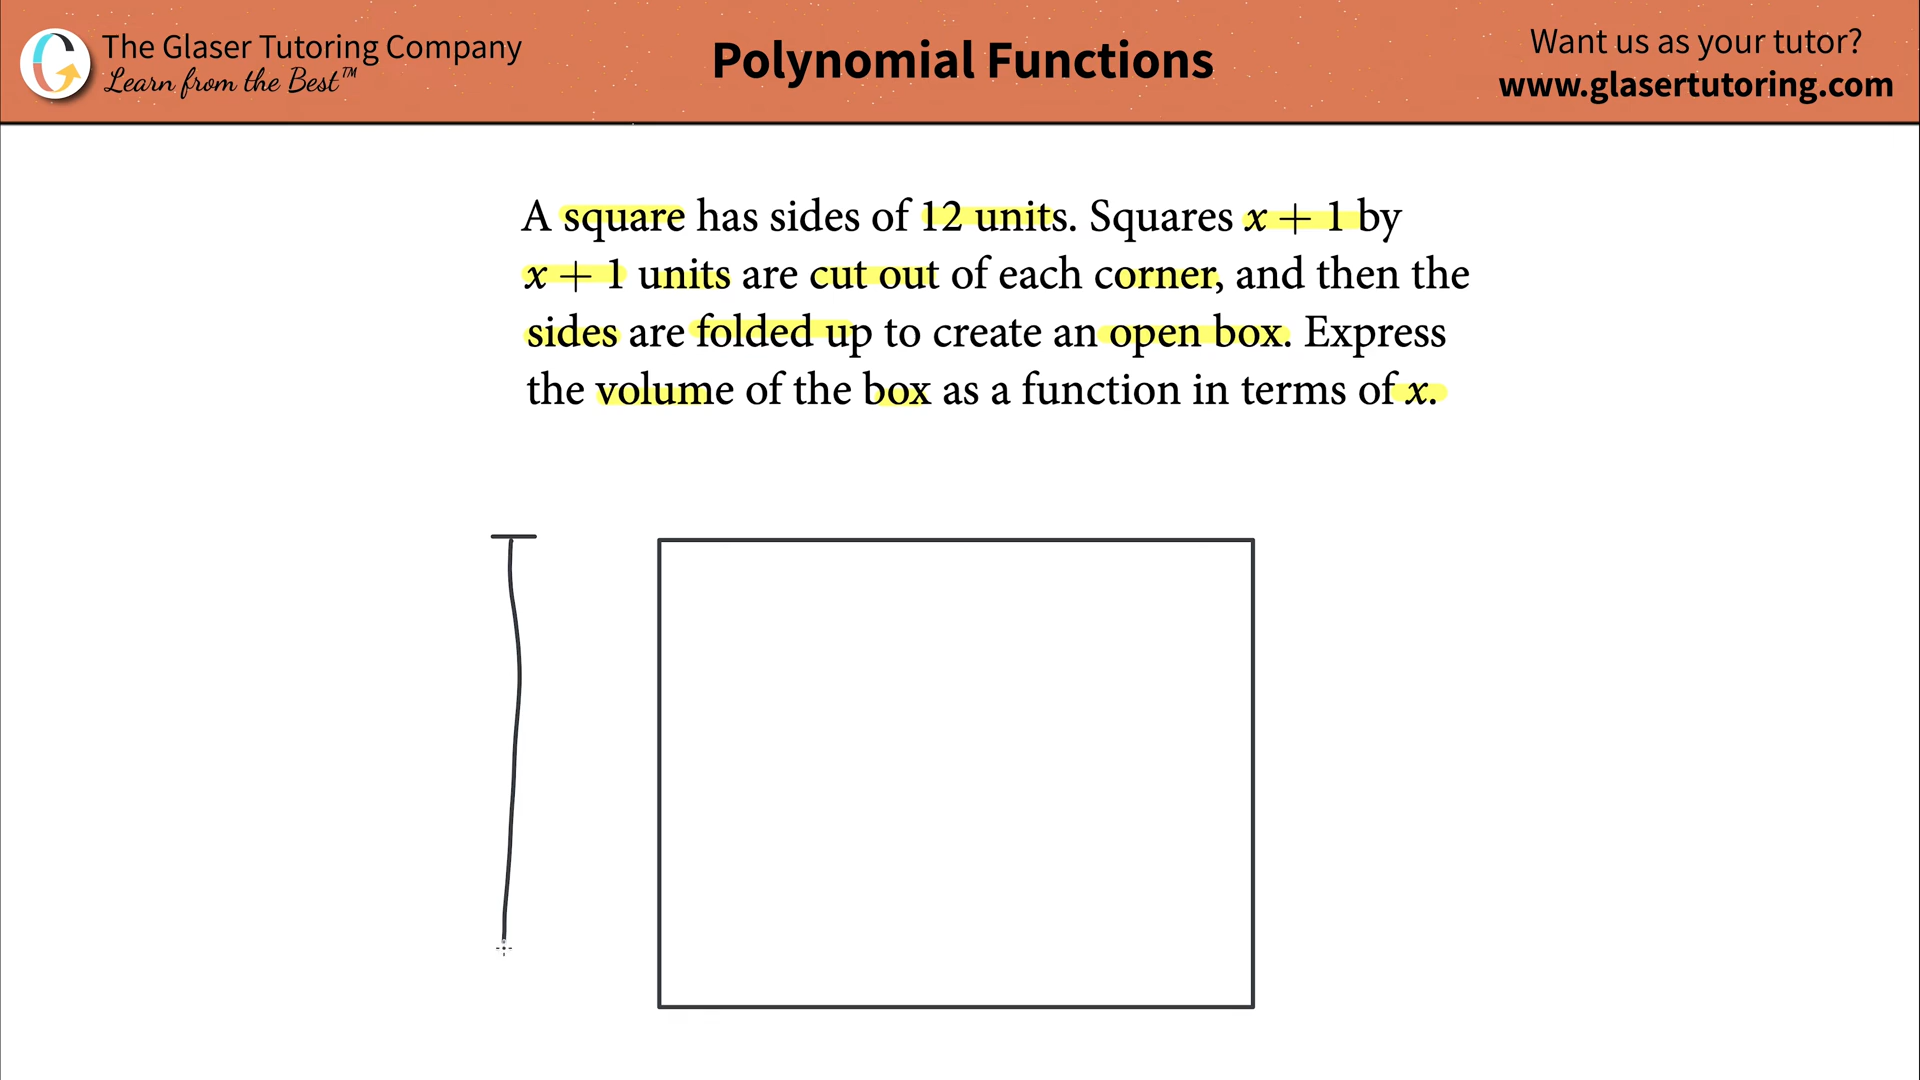 The Glaser Tutoring Company
Learn from the Best™
Polynomial Functions
Want us as your tutor?
www.glasertutoring.com
A square has sides of 12 units. Squares x + 1 by
x + 1 units are cut out of each corner, and then the
sides are folded up to create an open box. Express
the volume of the box as a function in terms of x.